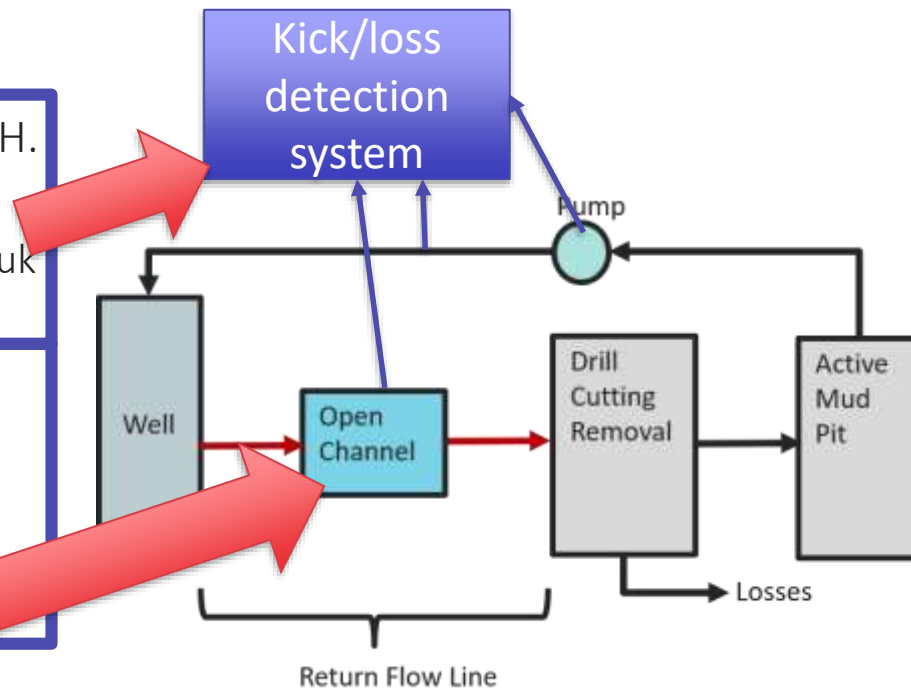 Kick/loss
detection
system
H.
uk
Pump
Well
Open
Channel
Drill
Cutting
Removal
Active
Mud
Pit
Losses
Return Flow Line